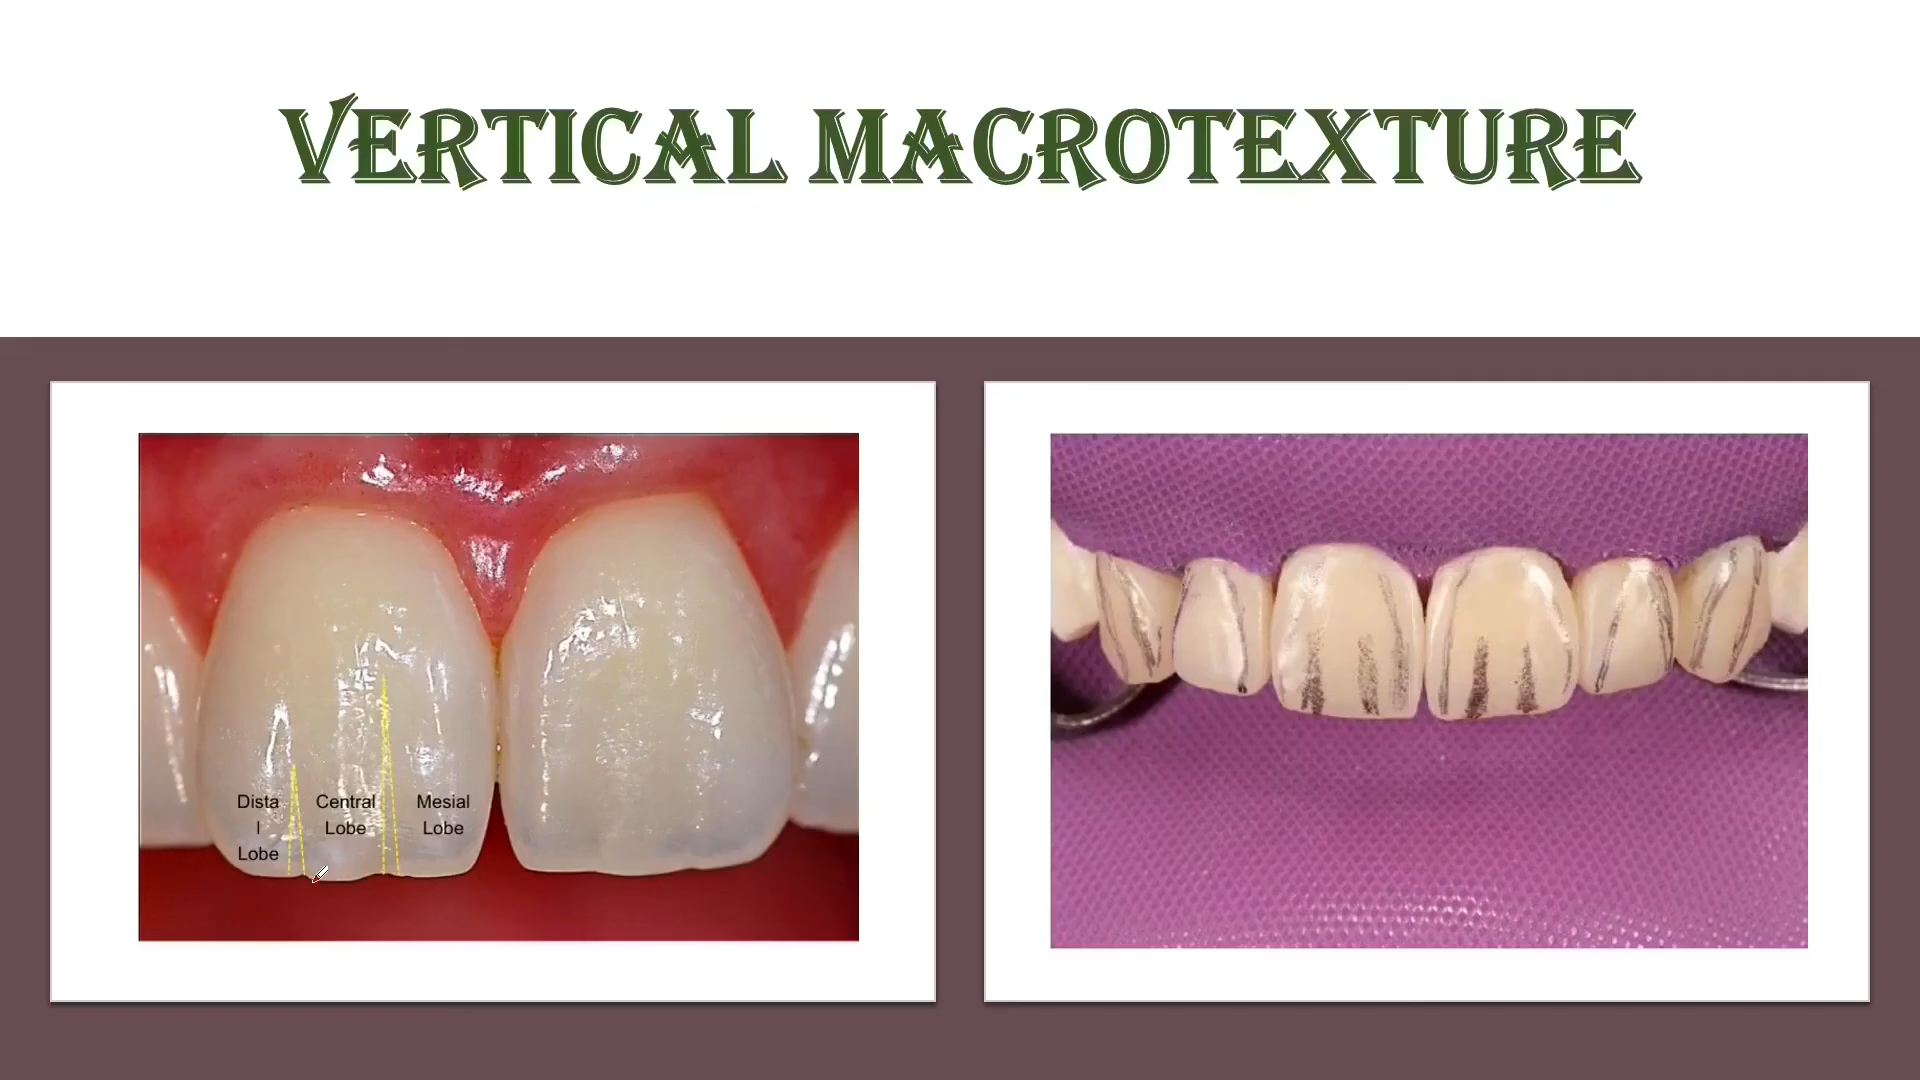 VERTICAL MACROTEXTURE
Dista
l
Lobe
Central
Lobe
Mesial
Lobe